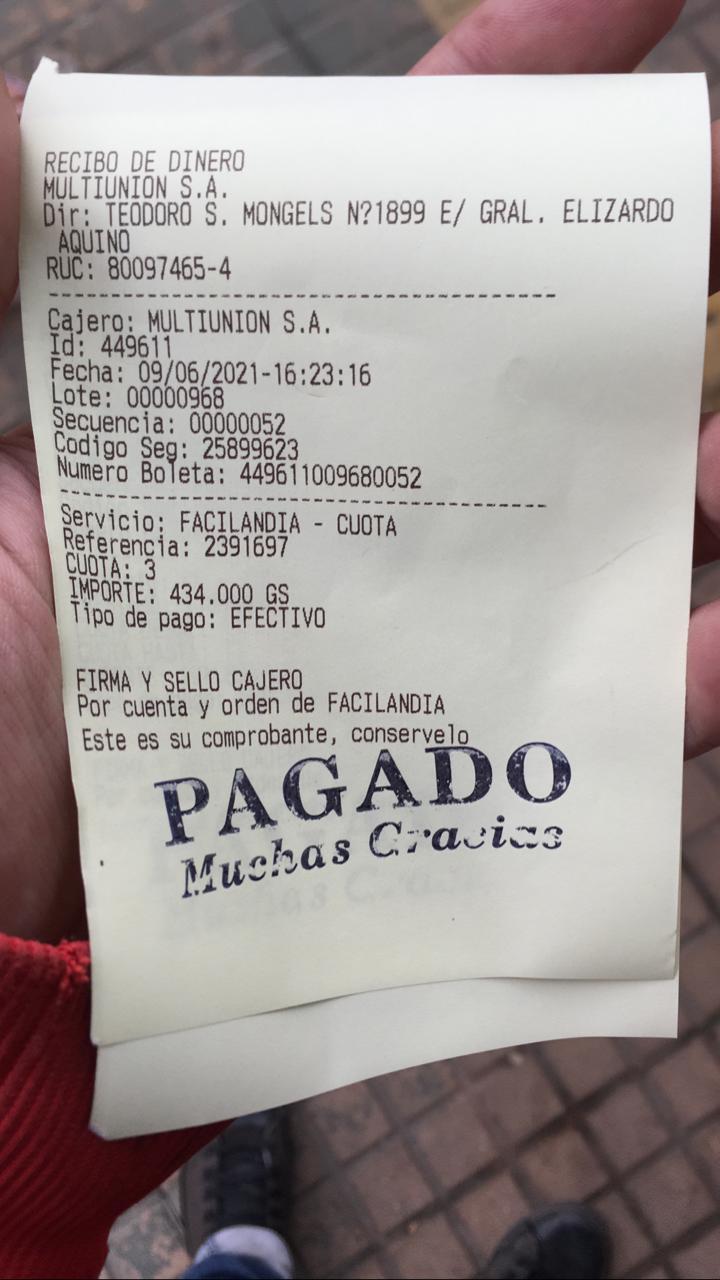 RECIBO DE DINERO
MULTIUNION S.A.
Dir: TEODORO S. MONGELS N?1899 E/ GRAL. ELIZARDO
AQUINO
RUC: 80097465-4
Cajero: MULTIUNION S.A.
Id: 449611
Fecha: 09/06/2021-16:23:16
Lote: 00000968
Secuencia: 00000052
Codigo Seg: 25899623
Numero Boleta: 449611009680052
Servicio: FACILANDIA - CUOTA
Referencia: 2391697
CUOTA: 3
IMPORTE: 434.000 GS
Tipo de pago: EFECTIVO
FIRMA Y SELLO CAJERO
Por cuenta y orden de FACILANDIA
Este es su comprobante, conservelo
PAGADO
Muchas Gracias